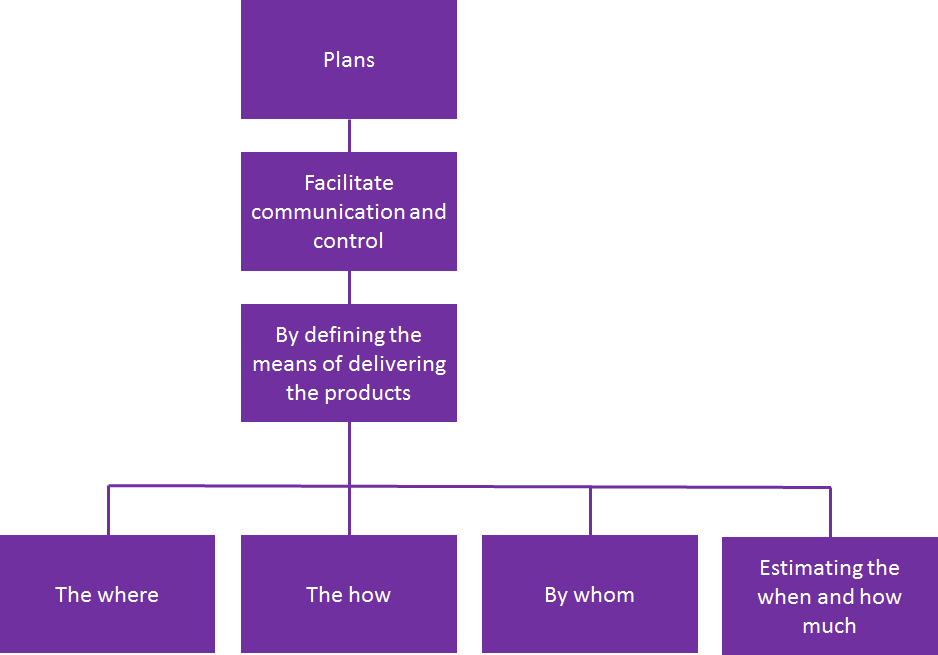 Plans
Facilitate
communication and
control
By defining the
means of delivering
the products
The where
The how
By whom
Estimating the
when and how
much